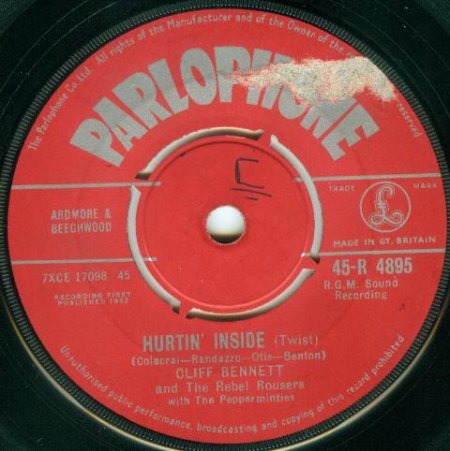 The Parlophone Co. Ltd. All rights of the Manufacturer and of the Owner of the
PARLOPHONE
TRADE MARK
£
ARDMORE &
BEECHWOOD
MADE IN GT. BRITAIN
7XCE 17098 45
45-R 4895
RECORDING FIRST
PUBLISHED 1962
R.G.M. Sound
Recording
HURTIN' INSIDE (Twist)
(Colacrai—Randazzo—Otis—Benton)
CLIFF BENNETT
and The Rebel Rousers
with The Pepperminties
Unauthorised public performance, broadcasting and copying of this record prohibited